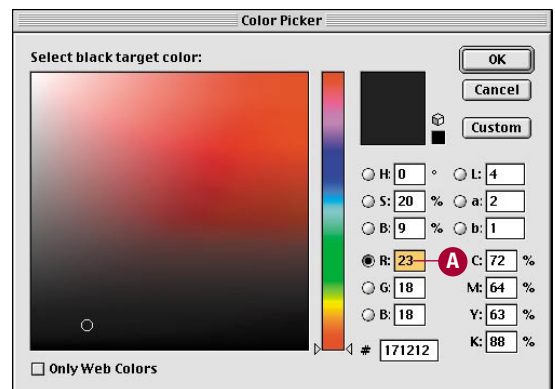 Color Picker
Select black target color:
OK
Cancel
Custom
H: 0 °
L: 4
S: 20 %
a: 2
B: 9 %
b: 1
R: 23
A
C: 72 %
G: 18
M: 64 %
B: 18
Y: 63 %
# 171212
K: 88 %
Only Web Colors